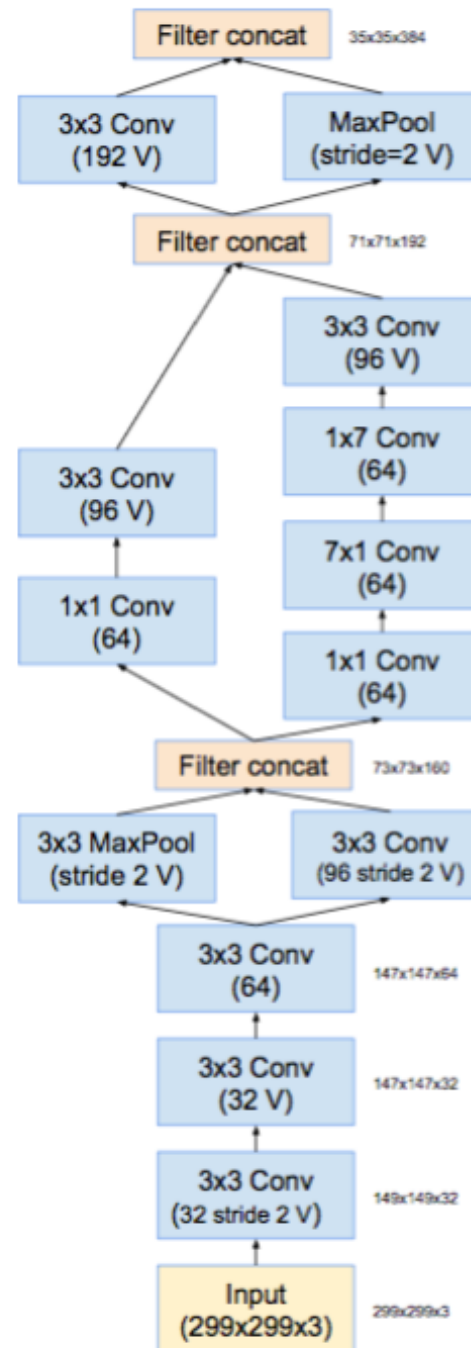 Filter concat
35x35x384
3x3 Conv
(192 V)
MaxPool
(stride=2 V)
Filter concat
71x71x192
3x3 Conv
(96 V)
1x7 Conv
(64)
3x3 Conv
(96 V)
7x1 Conv
(64)
1x1 Conv
(64)
1x1 Conv
(64)
Filter concat
73x73x160
3x3 MaxPool
(stride 2 V)
3x3 Conv
(96 stride 2 V)
3x3 Conv
(64)
147x147x64
3x3 Conv
(32 V)
147x147x32
3x3 Conv
(32 stride 2 V)
149x149x32
Input
(299x299x3)
299x299x3